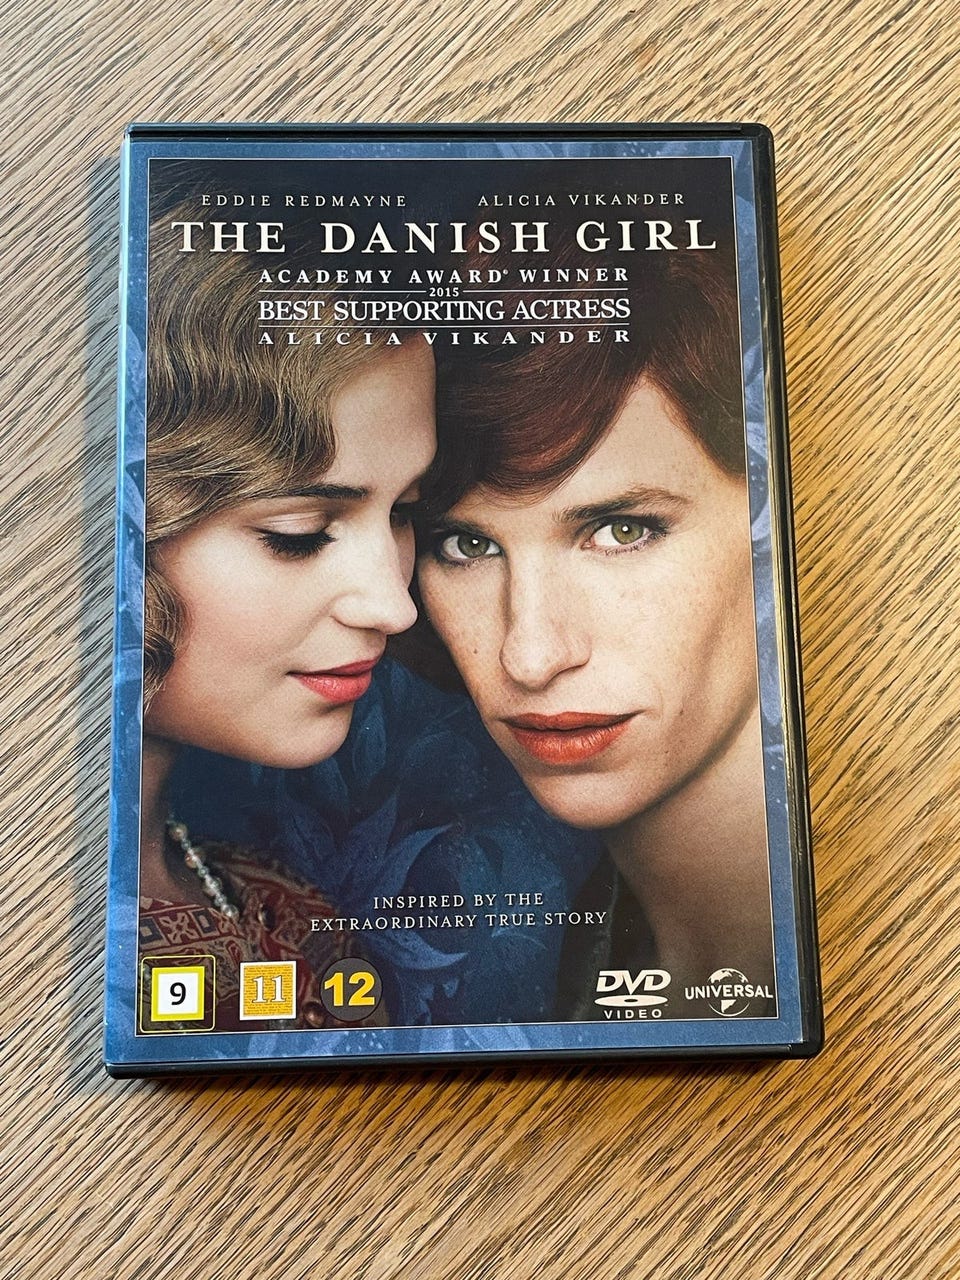 EDDIE REDMAYNE ALICIA VIKANDER
THE DANISH GIRL
ACADEMY AWARD® WINNER
2015
BEST SUPPORTING ACTRESS
ALICIA VIKANDER
INSPIRED BY THE
EXTRAORDINARY TRUE STORY
9 11 12
DVD
VIDEO
UNIVERSAL